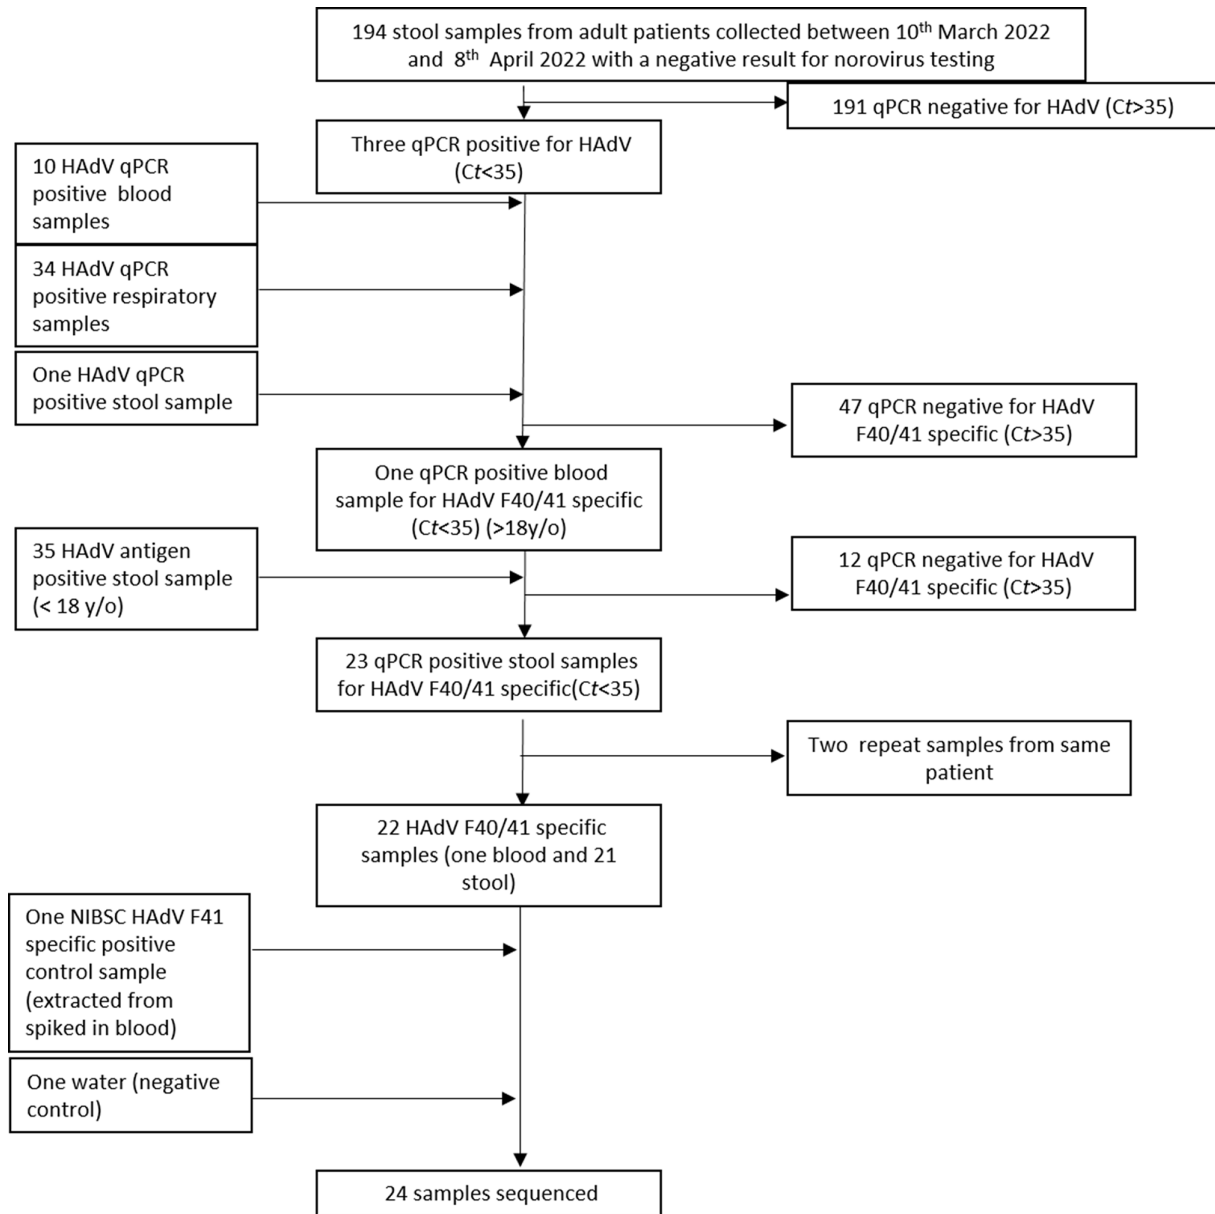 194 stool samples from adult patients collected between 10th March 2022
and 8th April 2022 with a negative result for norovirus testing
191 qPCR negative for HAdV (Ct>35)
Three qPCR positive for HAdV
(Ct<35)
10 HAdV qPCR
positive blood
samples
34 HAdV qPCR
positive respiratory
samples
One HAdV qPCR
positive stool sample
47 qPCR negative for HAdV
F40/41 specific (Ct>35)
One qPCR positive blood
sample for HAdV F40/41 specific
(Ct<35) (>18y/o)
35 HAdV antigen
positive stool sample
(< 18 y/o)
12 qPCR negative for HAdV
F40/41 specific (Ct>35)
23 qPCR positive stool samples
for HAdV F40/41 specific(Ct<35)
Two repeat samples from same
patient
22 HAdV F40/41 specific
samples (one blood and 21
stool)
One NIBSC HAdV F41
specific positive
control sample
(extracted from
spiked in blood)
One water (negative
control)
24 samples sequenced